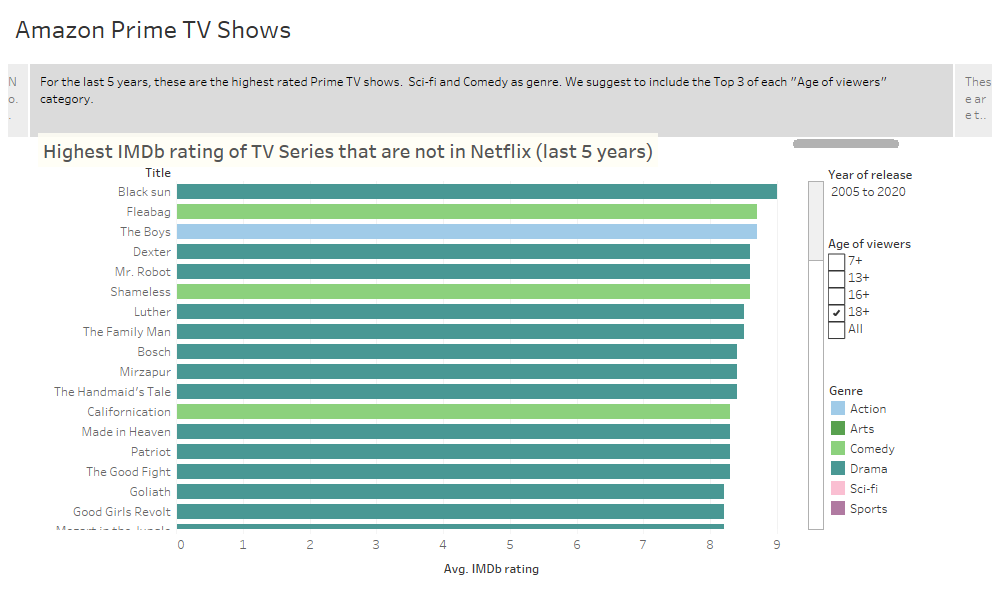 Amazon Prime TV Shows
N
o.
.
For the last 5 years, these are the highest rated Prime TV shows. Sci-fi and Comedy as genre. We suggest to include the Top 3 of each "Age of viewers"
category.
Thes
e ar
e t..
Highest IMDb rating of TV Series that are not in Netflix (last 5 years)
Title
Black sun
Fleabag
The Boys
Dexter
Mr. Robot
Shameless
Luther
The Family Man
Bosch
Mirzapur
The Handmaid's Tale
Californication
Made in Heaven
Patriot
The Good Fight
Goliath
Good Girls Revolt
Mozart in the Jungle
0 1 2 3 4 5 6 7 8 9
Avg. IMDb rating
Year of release
2005 to 2020
Age of viewers
7+
13+
16+
18+
All
Genre
Action
Arts
Comedy
Drama
Sci-fi
Sports